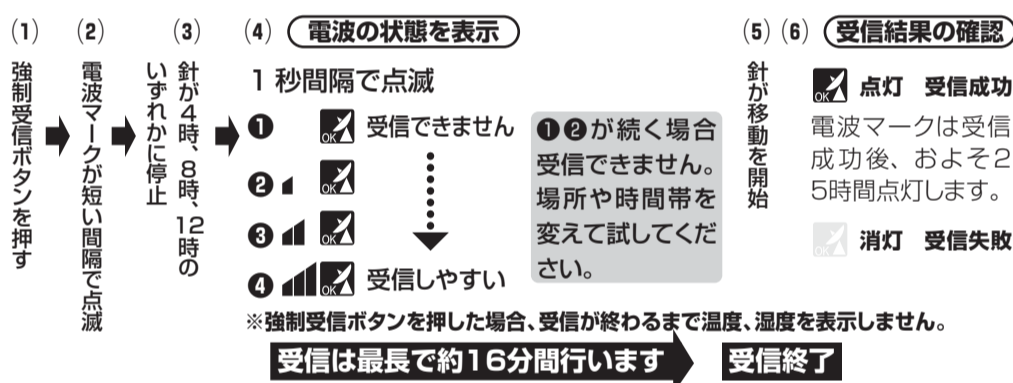 (1)
強制受信ボタンを押す
(2)
電波マークが短い間隔で点滅
(3)
針が4時、8時、12時の
いずれかに停止
(4) 電波の状態を表示
1秒間隔で点滅
❶ OK 受信できません
❷ OK
❸ OK
❹ OK 受信しやすい
❶❷が続く場合
受信できません。
場所や時間帯を
変えて試してくだ
さい。
(5)
針が移動を開始
(6) 受信結果の確認
OK 点灯 受信成功
電波マークは受信
成功後、およそ2
5時間点灯します。
OK 消灯 受信失敗
※強制受信ボタンを押した場合、受信が終わるまで温度、湿度を表示しません。
受信は最長で約16分間行います
受信終了